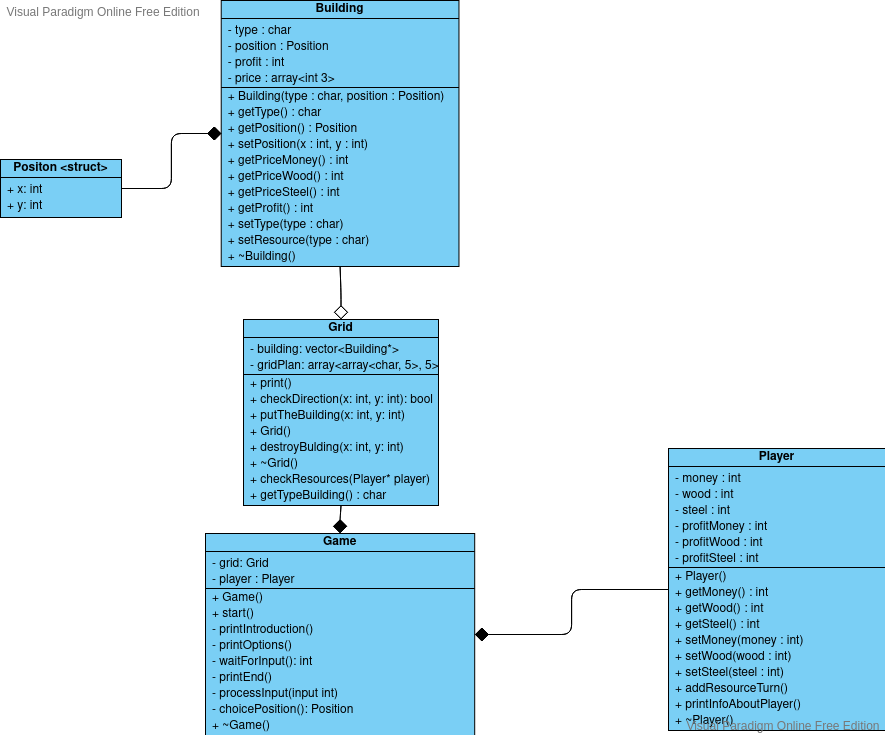 Visual Paradigm Online Free Edition
Building
- type : char
- position : Position
- profit : int
- price : array<int 3>
+ Building(type : char, position : Position)
+ getType() : char
+ getPosition() : Position
+ setPosition(x : int, y : int)
+ getPriceMoney() : int
+ getPriceWood() : int
+ getPriceSteel() : int
+ getProfit() : int
+ setType(type : char)
+ setResource(type : char)
+ ~Building()
Positon <struct>
+ x: int
+ y: int
Grid
- building: vector<Building*>
- gridPlan: array<array<char, 5>, 5>
+ print()
+ checkDirection(x: int, y: int): bool
+ putTheBuilding(x: int, y: int)
+ Grid()
+ destroyBulding(x: int, y: int)
+ ~Grid()
+ checkResources(Player* player)
+ getTypeBuilding() : char
Game
- grid: Grid
- player : Player
+ Game()
+ start()
- printIntroduction()
- printOptions()
- waitForInput(): int
- printEnd()
- processInput(input int)
- choicePosition(): Position
+ ~Game()
Player
- money : int
- wood : int
- steel : int
- profitMoney : int
- profitWood : int
- profitSteel : int
+ Player()
+ getMoney() : int
+ getWood() : int
+ getSteel() : int
+ setMoney(money : int)
+ setWood(wood : int)
+ setSteel(steel : int)
+ addResourceTurn()
+ printInfoAboutPlayer()
+ ~Player()
Visual Paradigm Online Free Edition